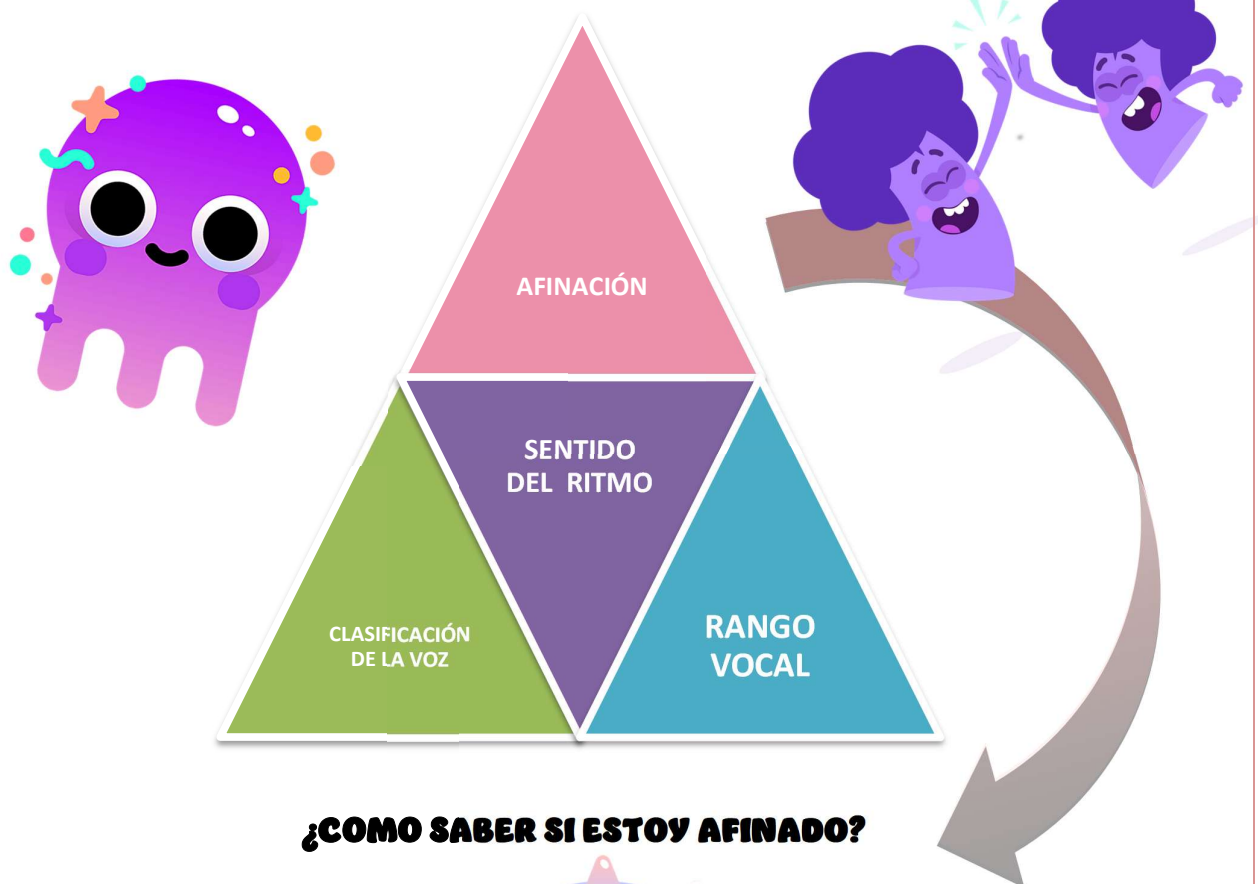 AFINACIÓN
SENTIDO
DEL RITMO
CLASIFICACIÓN
DE LA VOZ
RANGO
VOCAL
¿COMO SABER SI ESTOY AFINADO?